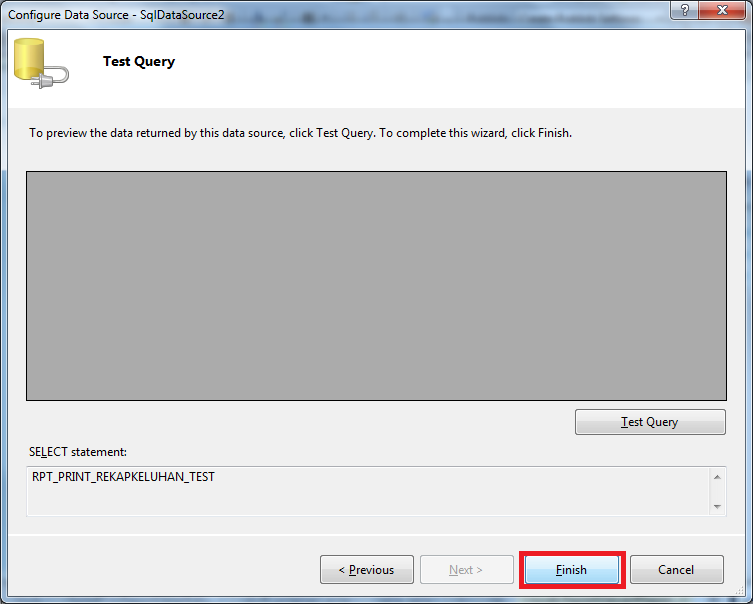 Configure Data Source - SqlDataSource2
Test Query
To preview the data returned by this data source, click Test Query. To complete this wizard, click Finish.
Test Query
SELECT statement:
RPT_PRINT_REKAPKELUHAN_TEST
< Previous
Next >
Finish
Cancel